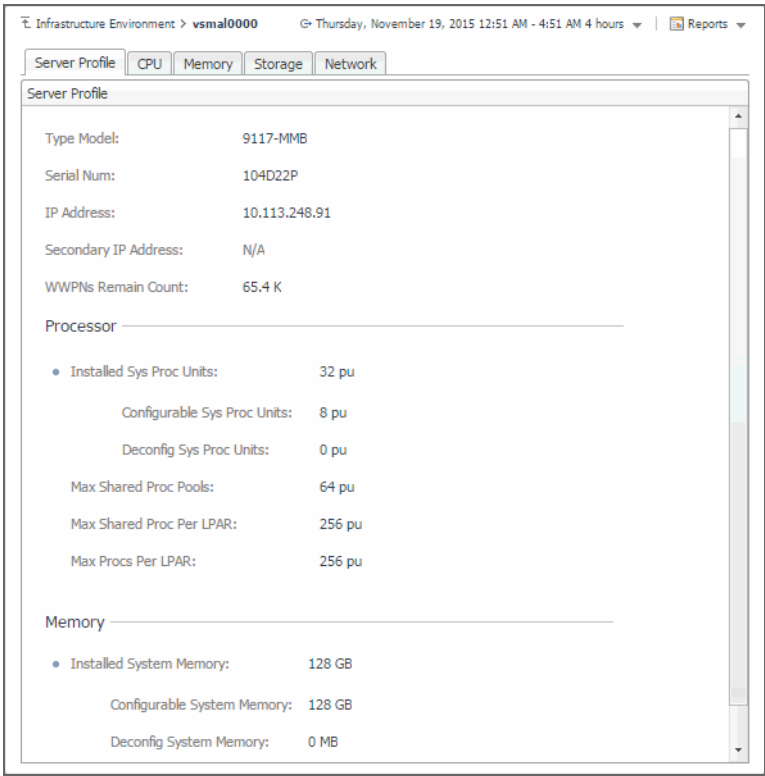 Infrastructure Environment > vsmal0000 Thursday, November 19, 2015 12:51 AM - 4:51 AM 4 hours | Reports
Server Profile CPU Memory Storage Network
Server Profile
Type Model: 9117-MMB
Serial Num: 104D22P
IP Address: 10.113.248.91
Secondary IP Address: N/A
WWPNs Remain Count: 65.4 K
Processor
Installed Sys Proc Units: 32 pu
Configurable Sys Proc Units: 8 pu
Deconfig Sys Proc Units: 0 pu
Max Shared Proc Pools: 64 pu
Max Shared Proc Per LPAR: 256 pu
Max Procs Per LPAR: 256 pu
Memory
Installed System Memory: 128 GB
Configurable System Memory: 128 GB
Deconfig System Memory: 0 MB